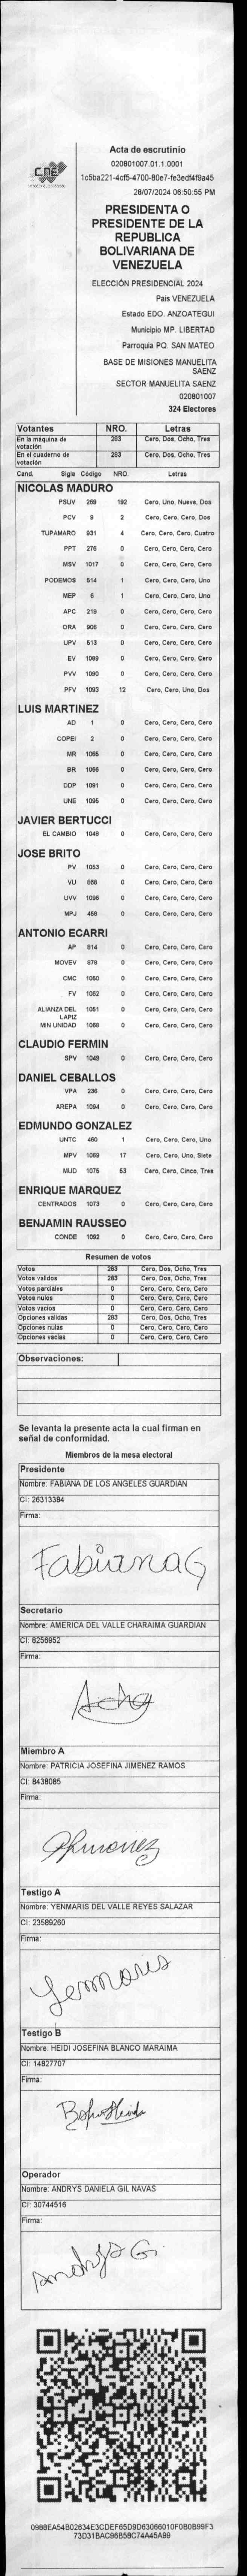 CNE
Acta de escrutinio
020801007.01.1.0001
1c5ba221-4cf5-4700-80e7-fe3edf4f9a45
28/07/2024 06:50:55 PM
PRESIDENTA O
PRESIDENTE DE LA
REPUBLICA
BOLIVARIANA DE
VENEZUELA
ELECCIÓN PRESIDENCIAL 2024
Pais VENEZUELA
Estado EDO. ANZOATEGUI
Municipio MP. LIBERTAD
Parroquia PQ. SAN MATEO
BASE DE MISIONES MANUELITA
SAENZ
SECTOR MANUELITA SAENZ
020801007
324 Electores
Votantes NRO. Letras
En la máquina de votación 283 Cero, Dos, Ocho, Tres
En el cuaderno de votación 283 Cero, Dos, Ocho, Tres
Cand. Sigla Código NRO. Letras
NICOLAS MADURO
PSUV 269 192 Cero, Uno, Nueve, Dos
PCV 9 2 Cero, Cero, Cero, Dos
TUPAMARO 931 4 Cero, Cero, Cero, Cuatro
PPT 276 0 Cero, Cero, Cero, Cero
MSV 1017 0 Cero, Cero, Cero, Cero
PODEMOS 514 1 Cero, Cero, Cero, Uno
MEP 6 1 Cero, Cero, Cero, Uno
APC 219 0 Cero, Cero, Cero, Cero
ORA 906 0 Cero, Cero, Cero, Cero
UPV 513 0 Cero, Cero, Cero, Cero
EV 1089 0 Cero, Cero, Cero, Cero
PVV 1090 0 Cero, Cero, Cero, Cero
PFV 1093 12 Cero, Cero, Uno, Dos
LUIS MARTINEZ
AD 1 0 Cero, Cero, Cero, Cero
COPEI 2 0 Cero, Cero, Cero, Cero
MR 1065 0 Cero, Cero, Cero, Cero
BR 1066 0 Cero, Cero, Cero, Cero
DDP 1091 0 Cero, Cero, Cero, Cero
UNE 1095 0 Cero, Cero, Cero, Cero
JAVIER BERTUCCI
EL CAMBIO 1048 0 Cero, Cero, Cero, Cero
JOSE BRITO
PV 1053 0 Cero, Cero, Cero, Cero
VU 868 0 Cero, Cero, Cero, Cero
UVV 1096 0 Cero, Cero, Cero, Cero
MPJ 458 0 Cero, Cero, Cero, Cero
ANTONIO ECARRI
AP 814 0 Cero, Cero, Cero, Cero
MOVEV 878 0 Cero, Cero, Cero, Cero
CMC 1050 0 Cero, Cero, Cero, Cero
FV 1062 0 Cero, Cero, Cero, Cero
ALIANZA DEL LAPIZ 1051 0 Cero, Cero, Cero, Cero
MIN UNIDAD 1068 0 Cero, Cero, Cero, Cero
CLAUDIO FERMIN
SPV 1049 0 Cero, Cero, Cero, Cero
DANIEL CEBALLOS
VPA 236 0 Cero, Cero, Cero, Cero
AREPA 1094 0 Cero, Cero, Cero, Cero
EDMUNDO GONZALEZ
UNTC 460 1 Cero, Cero, Cero, Uno
MPV 1069 17 Cero, Cero, Uno, Siete
MUD 1075 53 Cero, Cero, Cinco, Tres
ENRIQUE MARQUEZ
CENTRADOS 1073 0 Cero, Cero, Cero, Cero
BENJAMIN RAUSSEO
CONDE 1092 0 Cero, Cero, Cero, Cero
Resumen de votos
Votos 283 Cero, Dos, Ocho, Tres
Votos validos 283 Cero, Dos, Ocho, Tres
Votos parciales 0 Cero, Cero, Cero, Cero
Votos nulos 0 Cero, Cero, Cero, Cero
Votos vacios 0 Cero, Cero, Cero, Cero
Opciones validas 283 Cero, Dos, Ocho, Tres
Opciones nulas 0 Cero, Cero, Cero, Cero
Opciones vacias 0 Cero, Cero, Cero, Cero
Observaciones:
Se levanta la presente acta la cual firman en
señal de conformidad.
Miembros de la mesa electoral
Presidente
Nombre: FABIANA DE LOS ANGELES GUARDIAN
CI: 26313384
Firma:
Fabiana G
Secretario
Nombre: AMERICA DEL VALLE CHARAIMA GUARDIAN
CI: 8256952
Firma:
Miembro A
Nombre: PATRICIA JOSEFINA JIMENEZ RAMOS
CI: 8438085
Firma:
Testigo A
Nombre: YENMARIS DEL VALLE REYES SALAZAR
CI: 23589260
Firma:
Yenmaris
Testigo B
Nombre: HEIDI JOSEFINA BLANCO MARAIMA
CI: 14827707
Firma:
Operador
Nombre: ANDRYS DANIELA GIL NAVAS
CI: 30744516
Firma:
Andrys G.
0988EA54B02634E3CDEF65D9D63066010F0B0B99F3
73D31BAC96B58C74A45A99